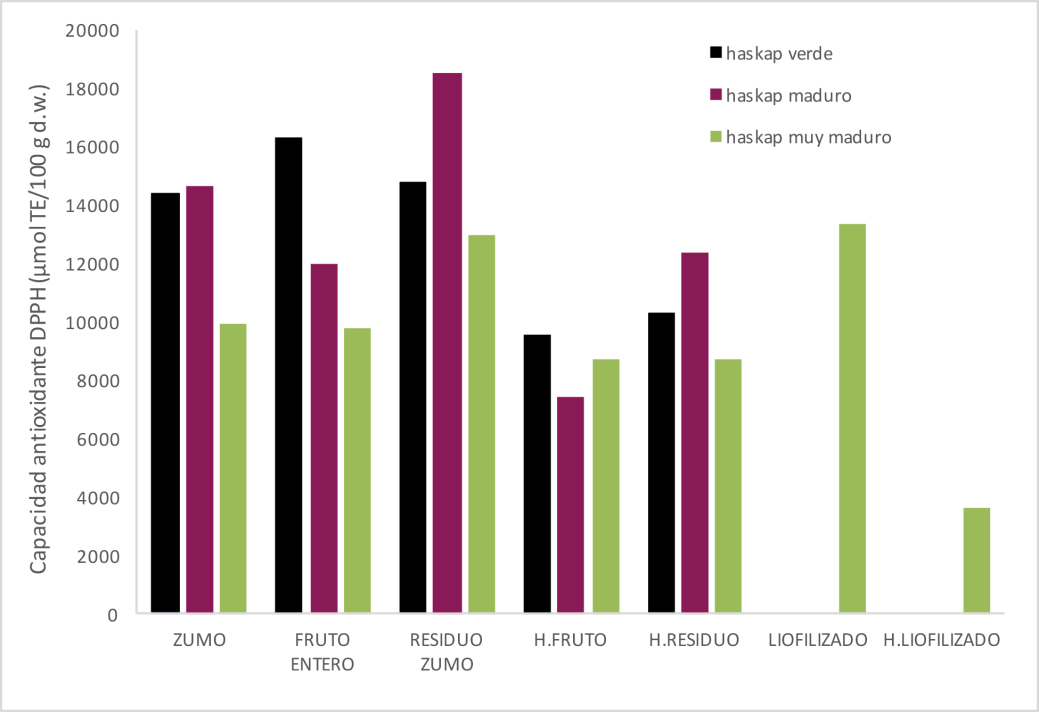 Capacidad antioxidante DPPH (µmol TE/100 g d.w.)
20000
18000
16000
14000
12000
10000
8000
6000
4000
2000
0
haskap verde
haskap maduro
haskap muy maduro
ZUMO
FRUTO
ENTERO
RESIDUO
ZUMO
H.FRUTO
H.RESIDUO
LIOFILIZADO
H.LIOFILIZADO